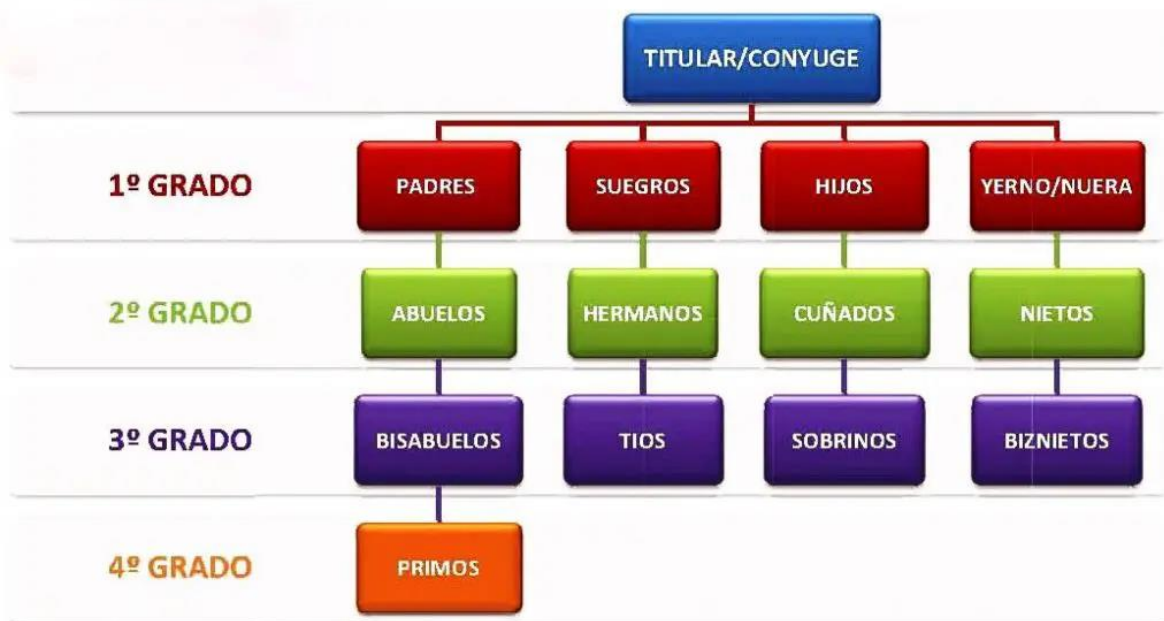 TITULAR/CONYUGE
1º GRADO
PADRES
SUEGROS
HIJOS
YERNO/NUERA
2º GRADO
ABUELOS
HERMANOS
CUÑADOS
NIETOS
3º GRADO
BISABUELOS
TIOS
SOBRINOS
BIZNIETOS
4º GRADO
PRIMOS